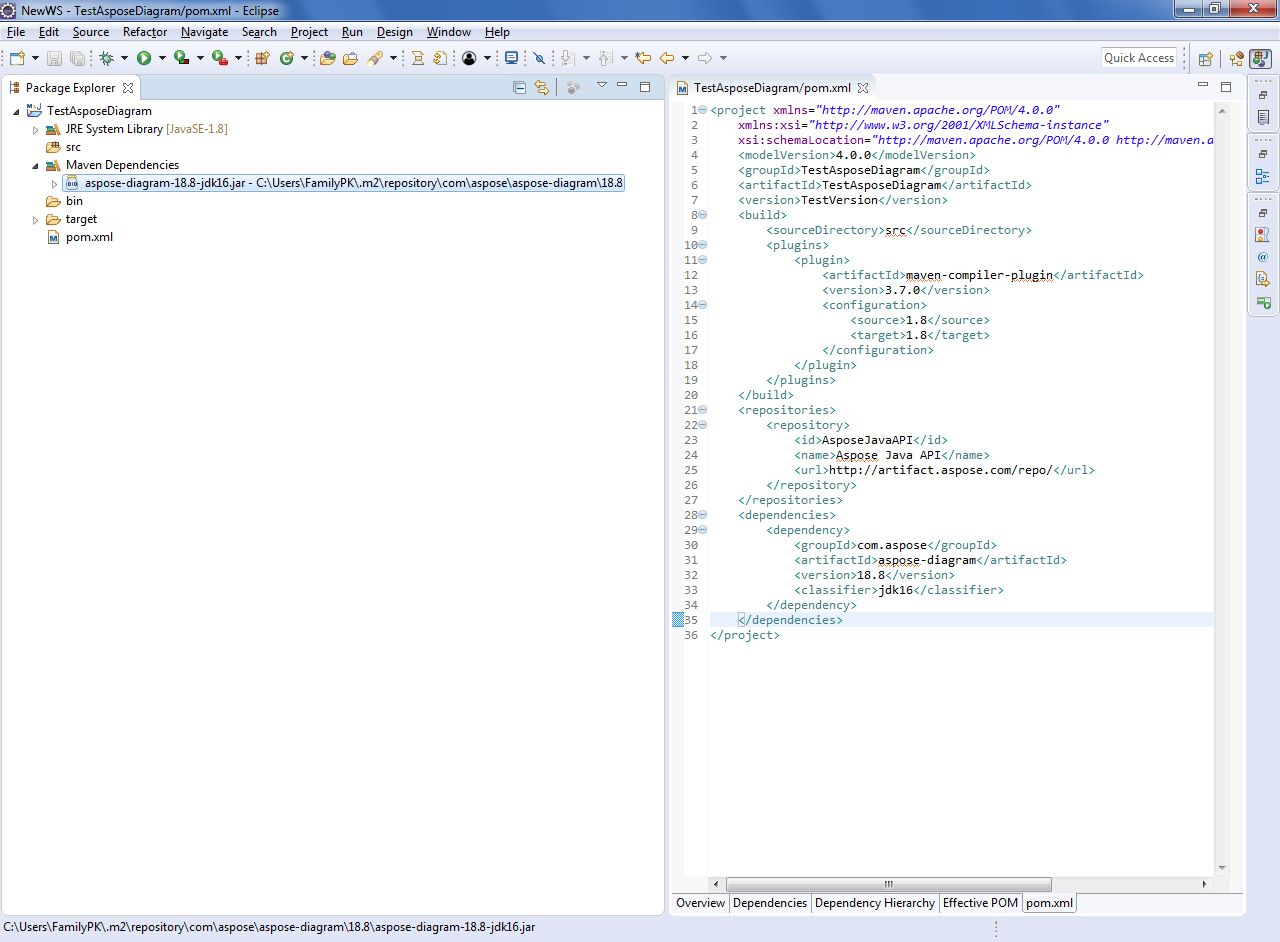 NewWS - TestAsposeDiagram/pom.xml - Eclipse
File Edit Source Refactor Navigate Search Project Run Design Window Help
Quick Access
Package Explorer
TestAsposeDiagram
JRE System Library [JavaSE-1.8]
src
Maven Dependencies
aspose-diagram-18.8-jdk16.jar - C:\Users\FamilyPK\.m2\repository\com\aspose\aspose-diagram\18.8
bin
target
pom.xml
TestAsposeDiagram/pom.xml
1 <project xmlns="http://maven.apache.org/POM/4.0.0"
2 xmlns:xsi="http://www.w3.org/2001/XMLSchema-instance"
3 xsi:schemaLocation="http://maven.apache.org/POM/4.0.0 http://maven.a
4 <modelVersion>4.0.0</modelVersion>
5 <groupId>TestAsposeDiagram</groupId>
6 <artifactId>TestAsposeDiagram</artifactId>
7 <version>TestVersion</version>
8 <build>
9 <sourceDirectory>src</sourceDirectory>
10 <plugins>
11 <plugin>
12 <artifactId>maven-compiler-plugin</artifactId>
13 <version>3.7.0</version>
14 <configuration>
15 <source>1.8</source>
16 <target>1.8</target>
17 </configuration>
18 </plugin>
19 </plugins>
20 </build>
21 <repositories>
22 <repository>
23 <id>AsposeJavaAPI</id>
24 <name>Aspose Java API</name>
25 <url>http://artifact.aspose.com/repo/</url>
26 </repository>
27 </repositories>
28 <dependencies>
29 <dependency>
30 <groupId>com.aspose</groupId>
31 <artifactId>aspose-diagram</artifactId>
32 <version>18.8</version>
33 <classifier>jdk16</classifier>
34 </dependency>
35 </dependencies>
36 </project>
Overview Dependencies Dependency Hierarchy Effective POM pom.xml
C:\Users\FamilyPK\.m2\repository\com\aspose\aspose-diagram\18.8\aspose-diagram-18.8-jdk16.jar